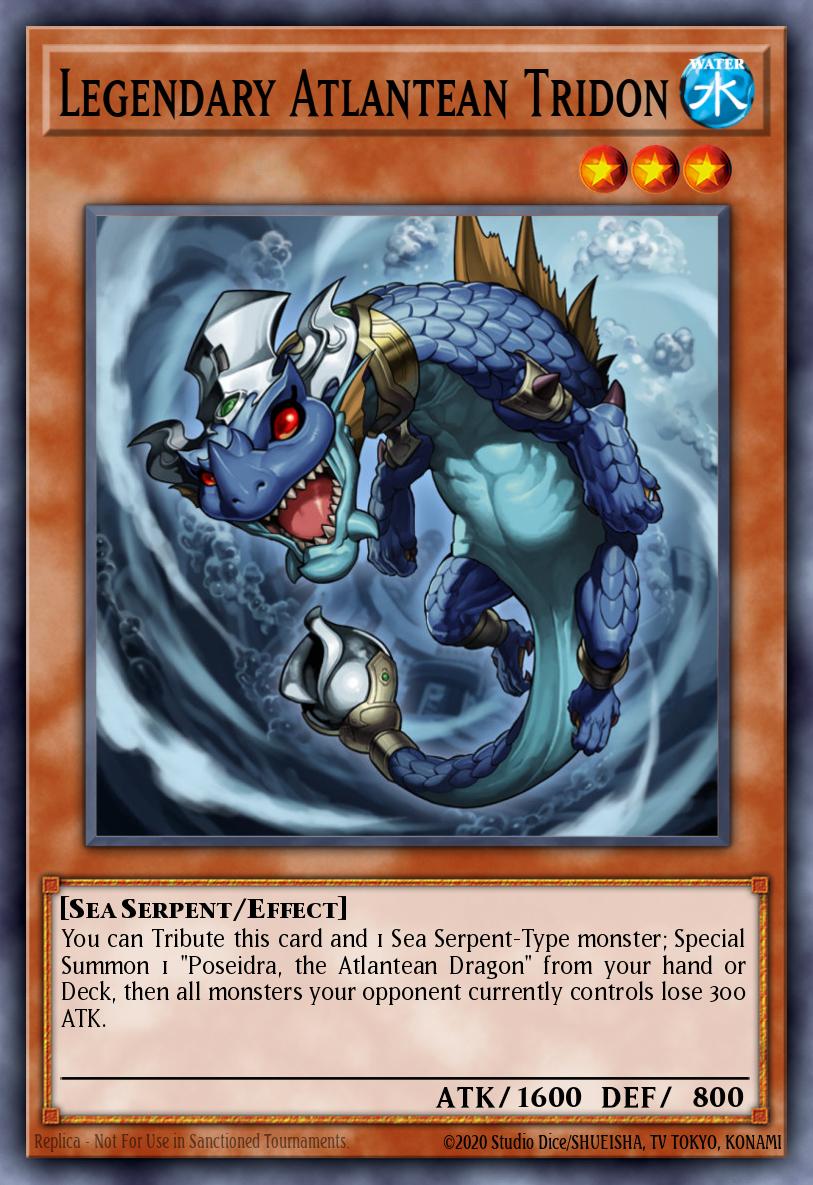 Legendary Atlantean Tridon
WATER
水
[Sea Serpent/Effect]
You can Tribute this card and 1 Sea Serpent-Type monster; Special
Summon 1 "Poseidra, the Atlantean Dragon" from your hand or
Deck, then all monsters your opponent currently controls lose 300
ATK.
ATK/1600 DEF/ 800
Replica - Not For Use in Sanctioned Tournaments.
©2020 Studio Dice/SHUEISHA, TV TOKYO, KONAMI